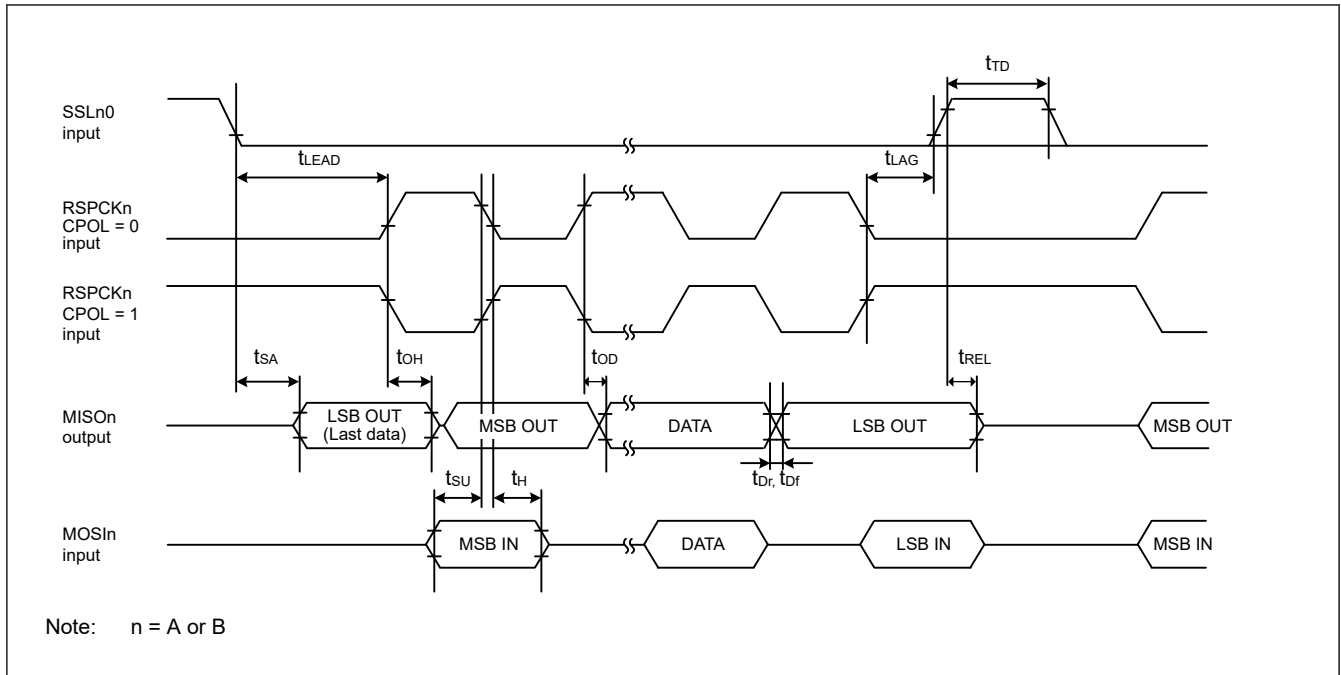 tTD
SSLn0
input
tLEAD
tLAG
RSPCKn
CPOL = 0
input
RSPCKn
CPOL = 1
input
tSA
tOH
tOD
tREL
MISOn
output
LSB OUT
(Last data)
MSB OUT
DATA
LSB OUT
MSB OUT
tSU
tH
tDr, tDf
MOSIn
input
MSB IN
DATA
LSB IN
MSB IN
Note: n = A or B